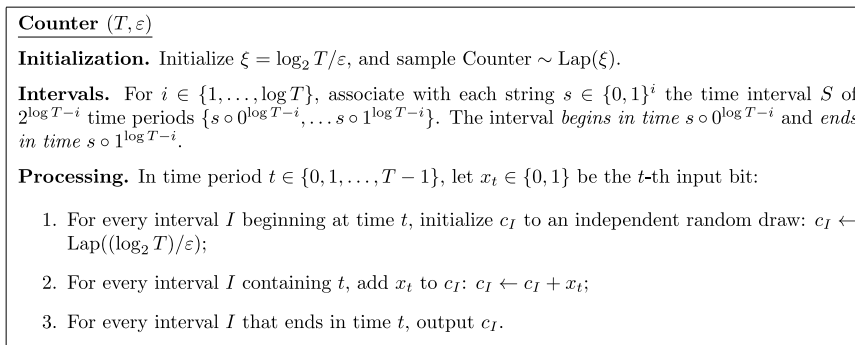 Counter (T, ε)
Initialization. Initialize ξ = log₂ T/ε, and sample Counter ∼ Lap(ξ).
Intervals. For i ∈ {1, . . . , log T}, associate with each string s ∈ {0, 1}ⁱ the time interval S of
2^{log T−i} time periods {s ∘ 0^{log T−i}, . . . s ∘ 1^{log T−i}}. The interval begins in time s ∘ 0^{log T−i} and ends
in time s ∘ 1^{log T−i}.
Processing. In time period t ∈ {0, 1, . . . , T − 1}, let xₜ ∈ {0, 1} be the t-th input bit:
1. For every interval I beginning at time t, initialize c_I to an independent random draw: c_I ←
Lap((log₂ T)/ε);
2. For every interval I containing t, add xₜ to c_I: c_I ← c_I + xₜ;
3. For every interval I that ends in time t, output c_I.